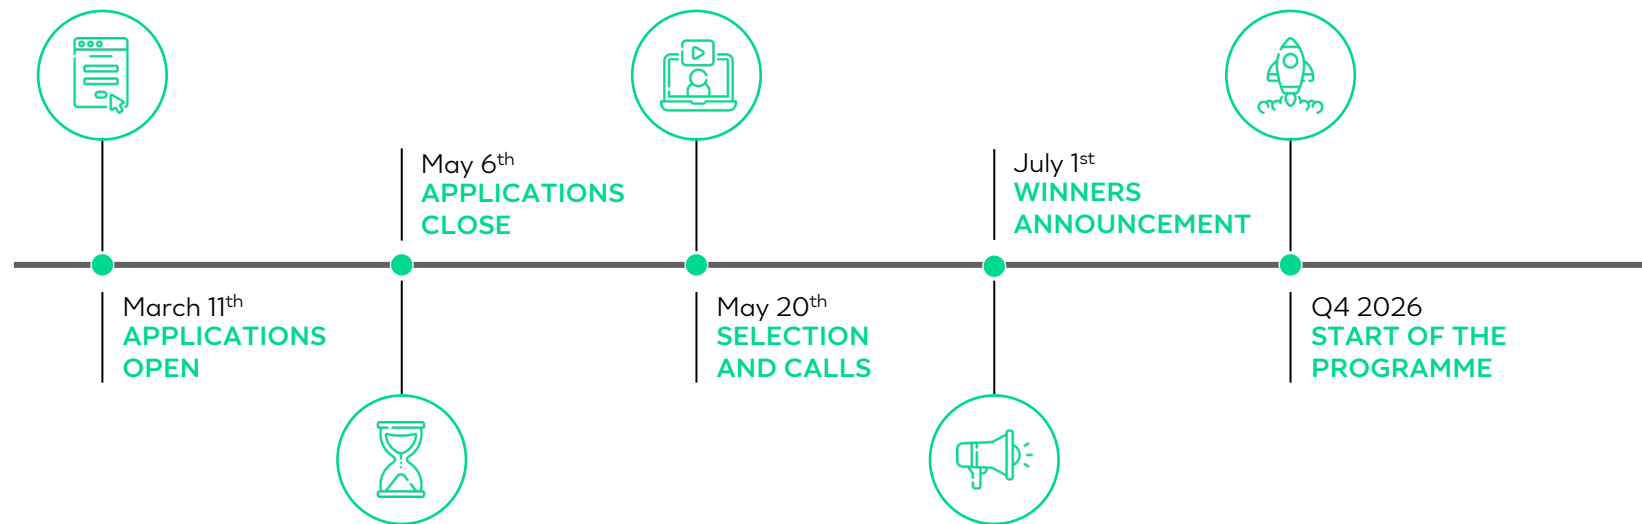 March 11th
APPLICATIONS
OPEN
May 6th
APPLICATIONS
CLOSE
May 20th
SELECTION
AND CALLS
July 1st
WINNERS
ANNOUNCEMENT
Q4 2026
START OF THE
PROGRAMME